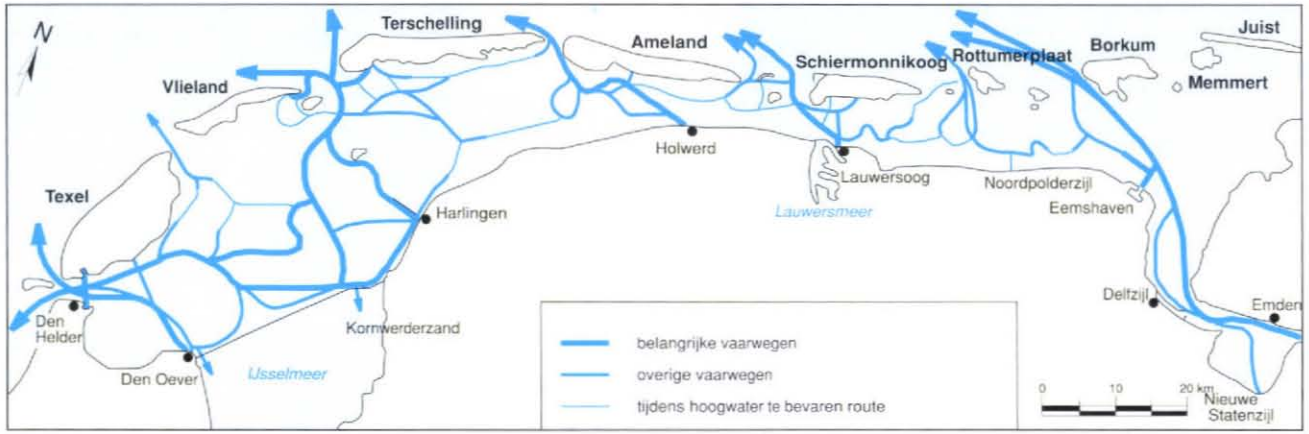 N
Terschelling
Ameland
Schiermonnikoog
Rottumerplaat
Borkum
Juist
Memmert
Vlieland
Texel
Holwerd
Lauwersoog
Lauwersmeer
Noordpolderzijl
Eemshaven
Harlingen
Den
Helder
Kornwerderzand
Den Oever
IJsselmeer
Delfzijl
Emden
belangrijke vaarwegen
overige vaarwegen
tijdens hoogwater te bevaren route
0 10 20 km
Nieuwe
Statenzijl